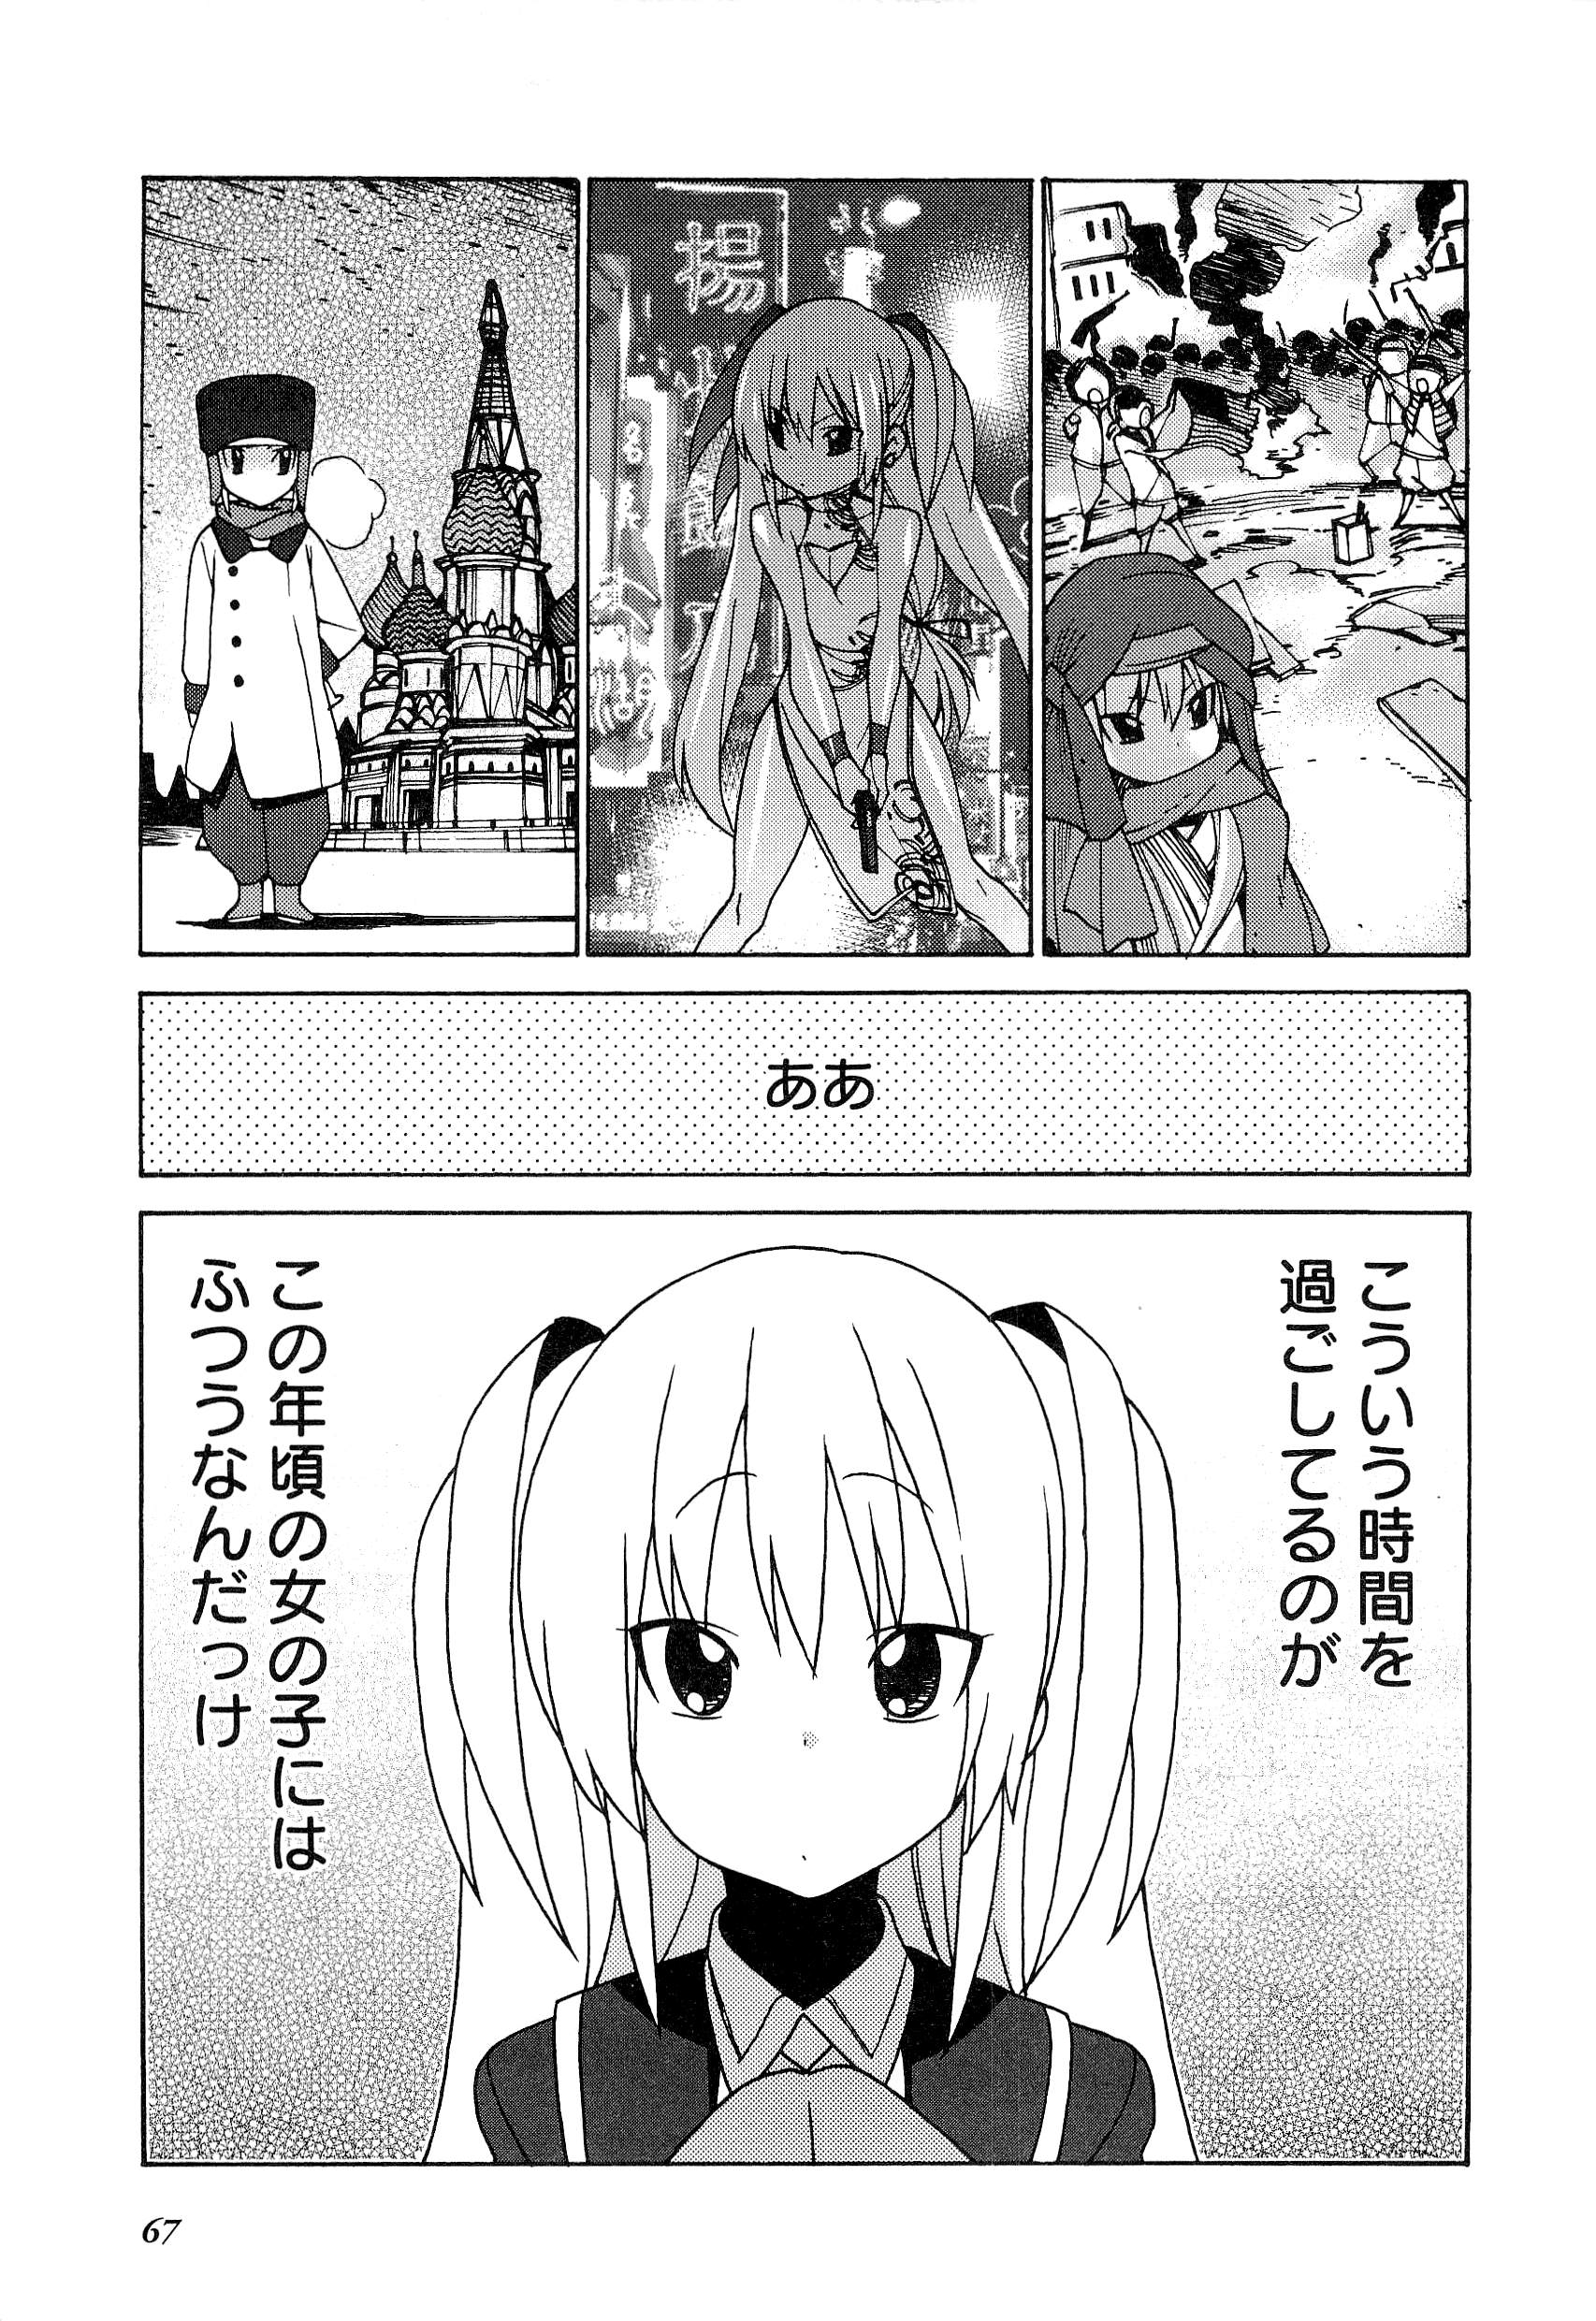 楊
ああ
こういう時間を
過ごしてるのが
この年頃の女の子には
ふつうなんだっけ
67